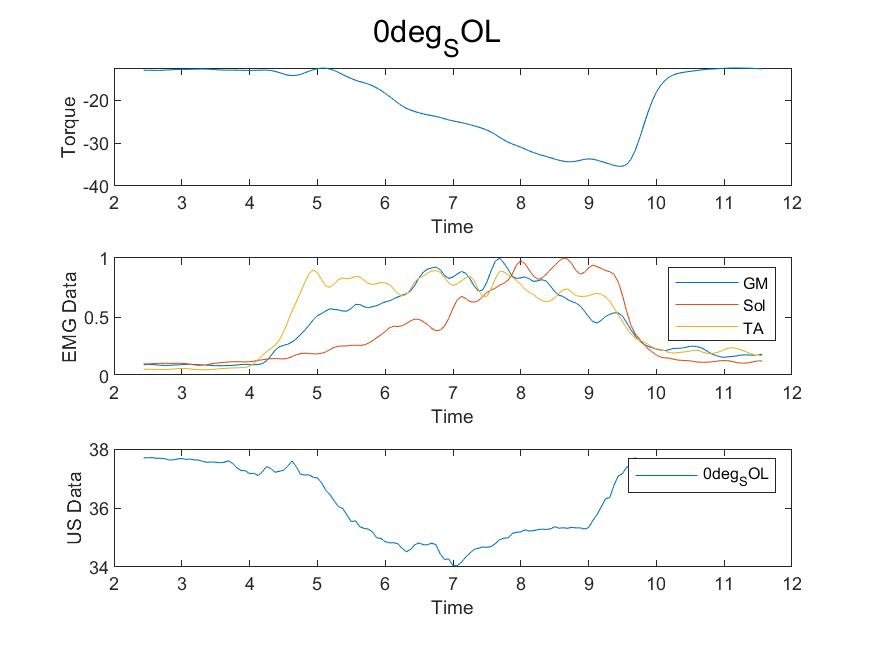 0deg_SOL
-20
-30
-40
Torque
2 3 4 5 6 7 8 9 10 11 12
Time
1
0.5
0
EMG Data
GM
Sol
TA
2 3 4 5 6 7 8 9 10 11 12
Time
38
36
34
US Data
0deg_SOL
2 3 4 5 6 7 8 9 10 11 12
Time